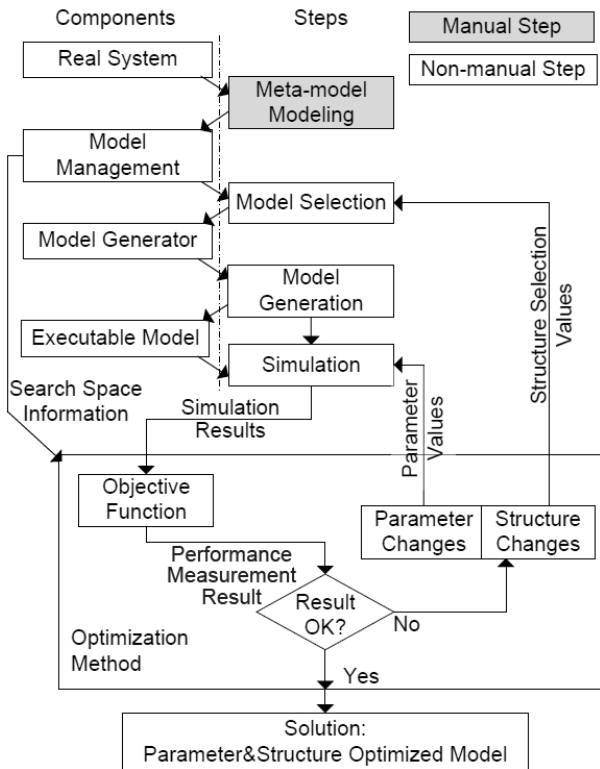 Components
Steps
Manual Step
Non-manual Step
Real System
Meta-model
Modeling
Model
Management
Model Selection
Model Generator
Model
Generation
Executable Model
Simulation
Search Space
Information
Simulation
Results
Parameter
Values
Structure Selection
Values
Objective
Function
Parameter
Changes
Structure
Changes
Performance
Measurement
Result
Result
OK?
No
Optimization
Method
Yes
Solution:
Parameter&Structure Optimized Model